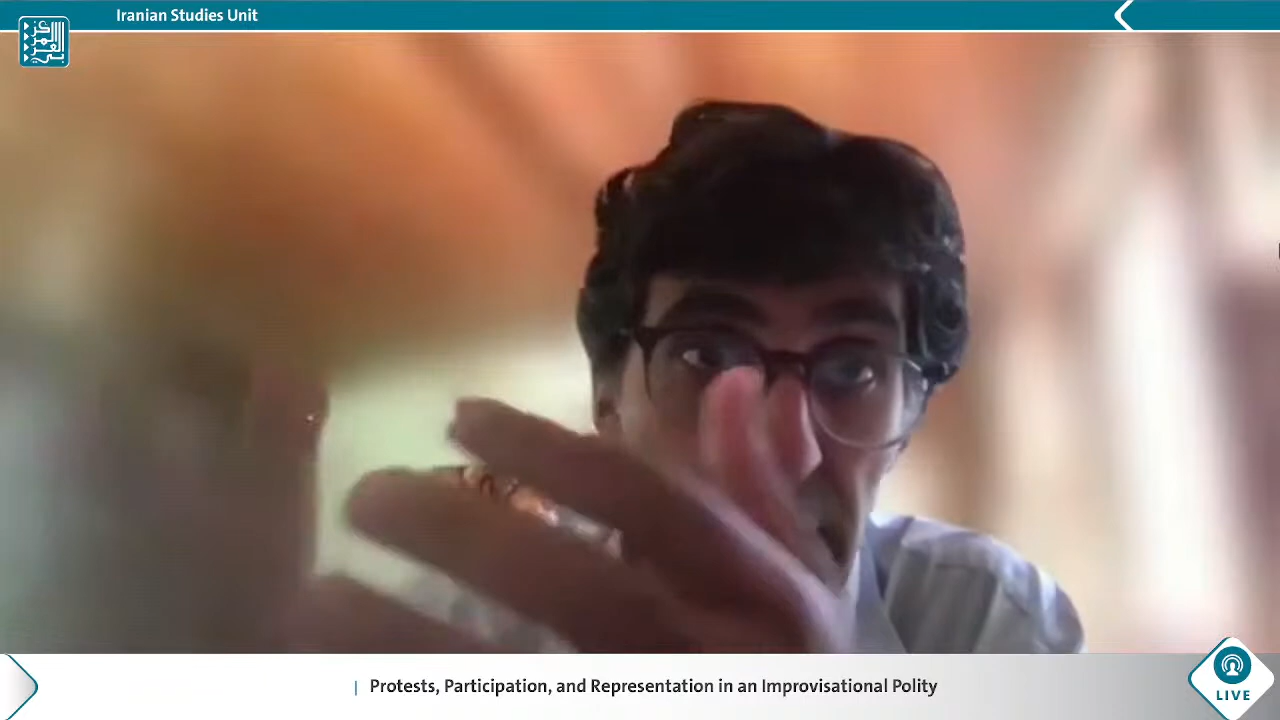 Iranian Studies Unit
| Protests, Participation, and Representation in an Improvisational Polity
LIVE